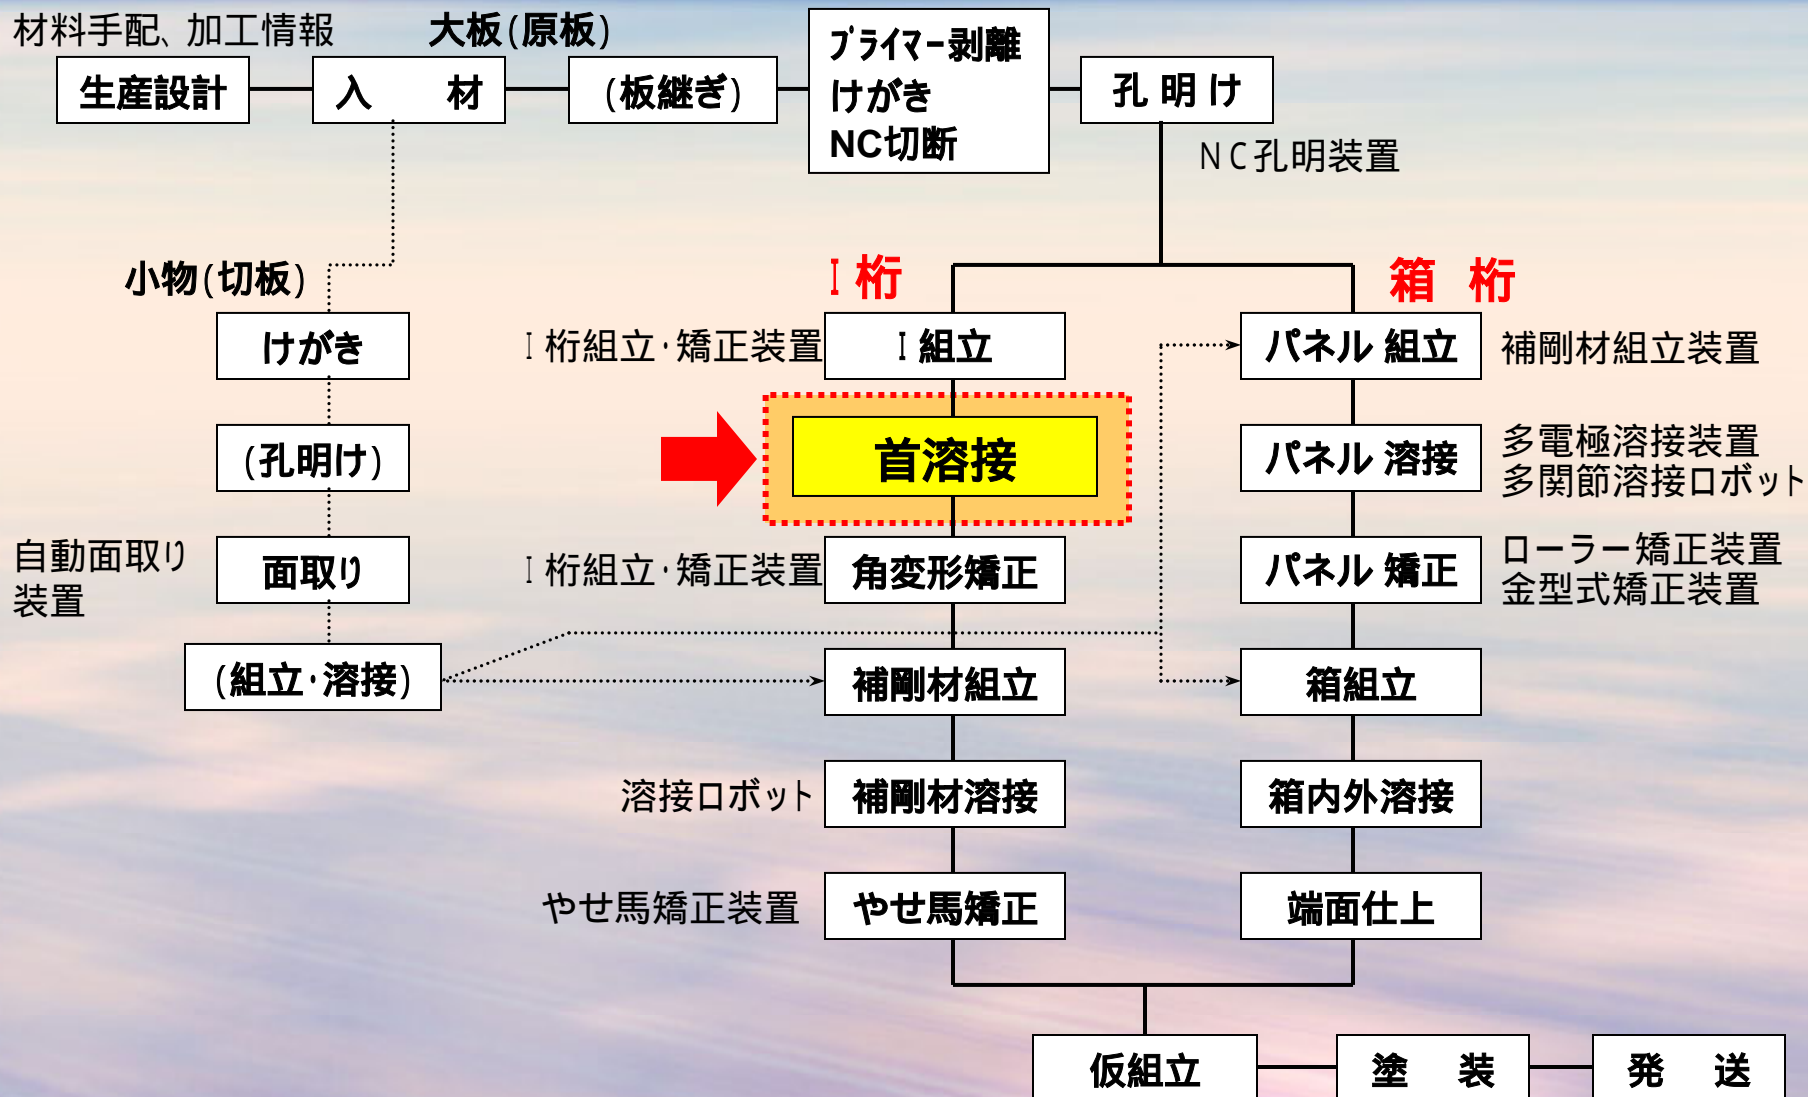 材料手配、加工情報
大板(原板)
生産設計
入 材
(板継ぎ)
プライマー剥離
けがき
NC切断
孔明け
NC孔明装置
小物(切板)
けがき
(孔明け)
自動面取り
装置
面取り
(組立・溶接)
I桁
I桁組立・矯正装置
I組立
首溶接
I桁組立・矯正装置
角変形矯正
補剛材組立
溶接ロボット
補剛材溶接
やせ馬矯正装置
やせ馬矯正
箱 桁
パネル 組立
補剛材組立装置
パネル 溶接
多電極溶接装置
多関節溶接ロボット
パネル 矯正
ローラー矯正装置
金型式矯正装置
箱組立
箱内外溶接
端面仕上
仮組立
塗 装
発 送